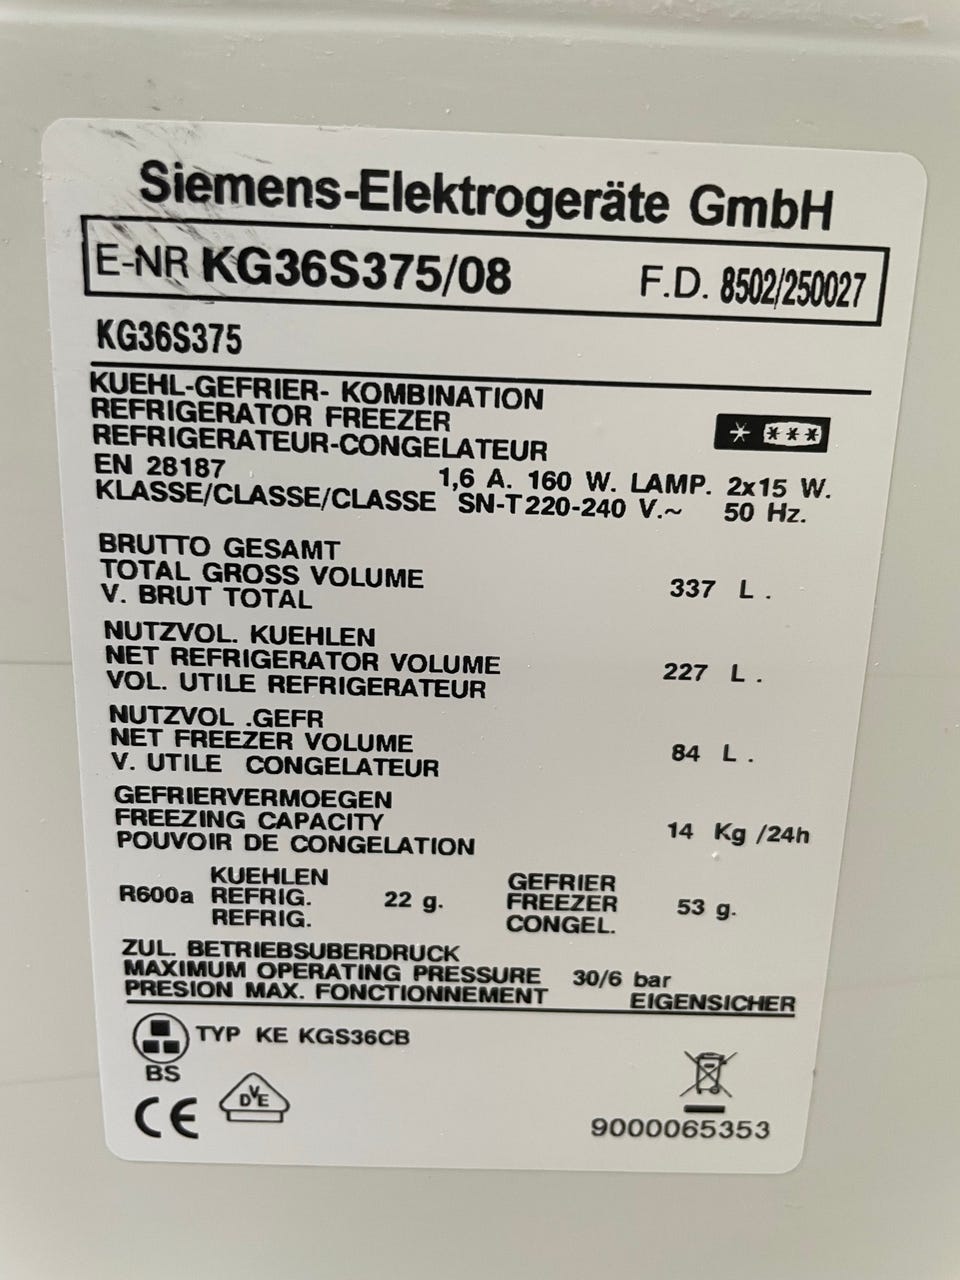 Siemens-Elektrogeräte GmbH
E-NR KG36S375/08 F.D. 8502/250027
KG36S375
KUEHL-GEFRIER- KOMBINATION
REFRIGERATOR FREEZER
REFRIGERATEUR-CONGELATEUR
EN 28187 1,6 A. 160 W. LAMP. 2x15 W.
KLASSE/CLASSE/CLASSE SN-T 220-240 V.~ 50 Hz.
BRUTTO GESAMT
TOTAL GROSS VOLUME 337 L .
V. BRUT TOTAL
NUTZVOL. KUEHLEN
NET REFRIGERATOR VOLUME 227 L .
VOL. UTILE REFRIGERATEUR
NUTZVOL .GEFR
NET FREEZER VOLUME 84 L .
V. UTILE CONGELATEUR
GEFRIERVERMOEGEN
FREEZING CAPACITY 14 Kg /24h
POUVOIR DE CONGELATION
KUEHLEN GEFRIER
R600a REFRIG. 22 g. FREEZER 53 g.
REFRIG. CONGEL.
ZUL. BETRIEBSUBERDRUCK
MAXIMUM OPERATING PRESSURE 30/6 bar
PRESION MAX. FONCTIONNEMENT EIGENSICHER
TYP KE KGS36CB
BS
CE DVE
9000065353